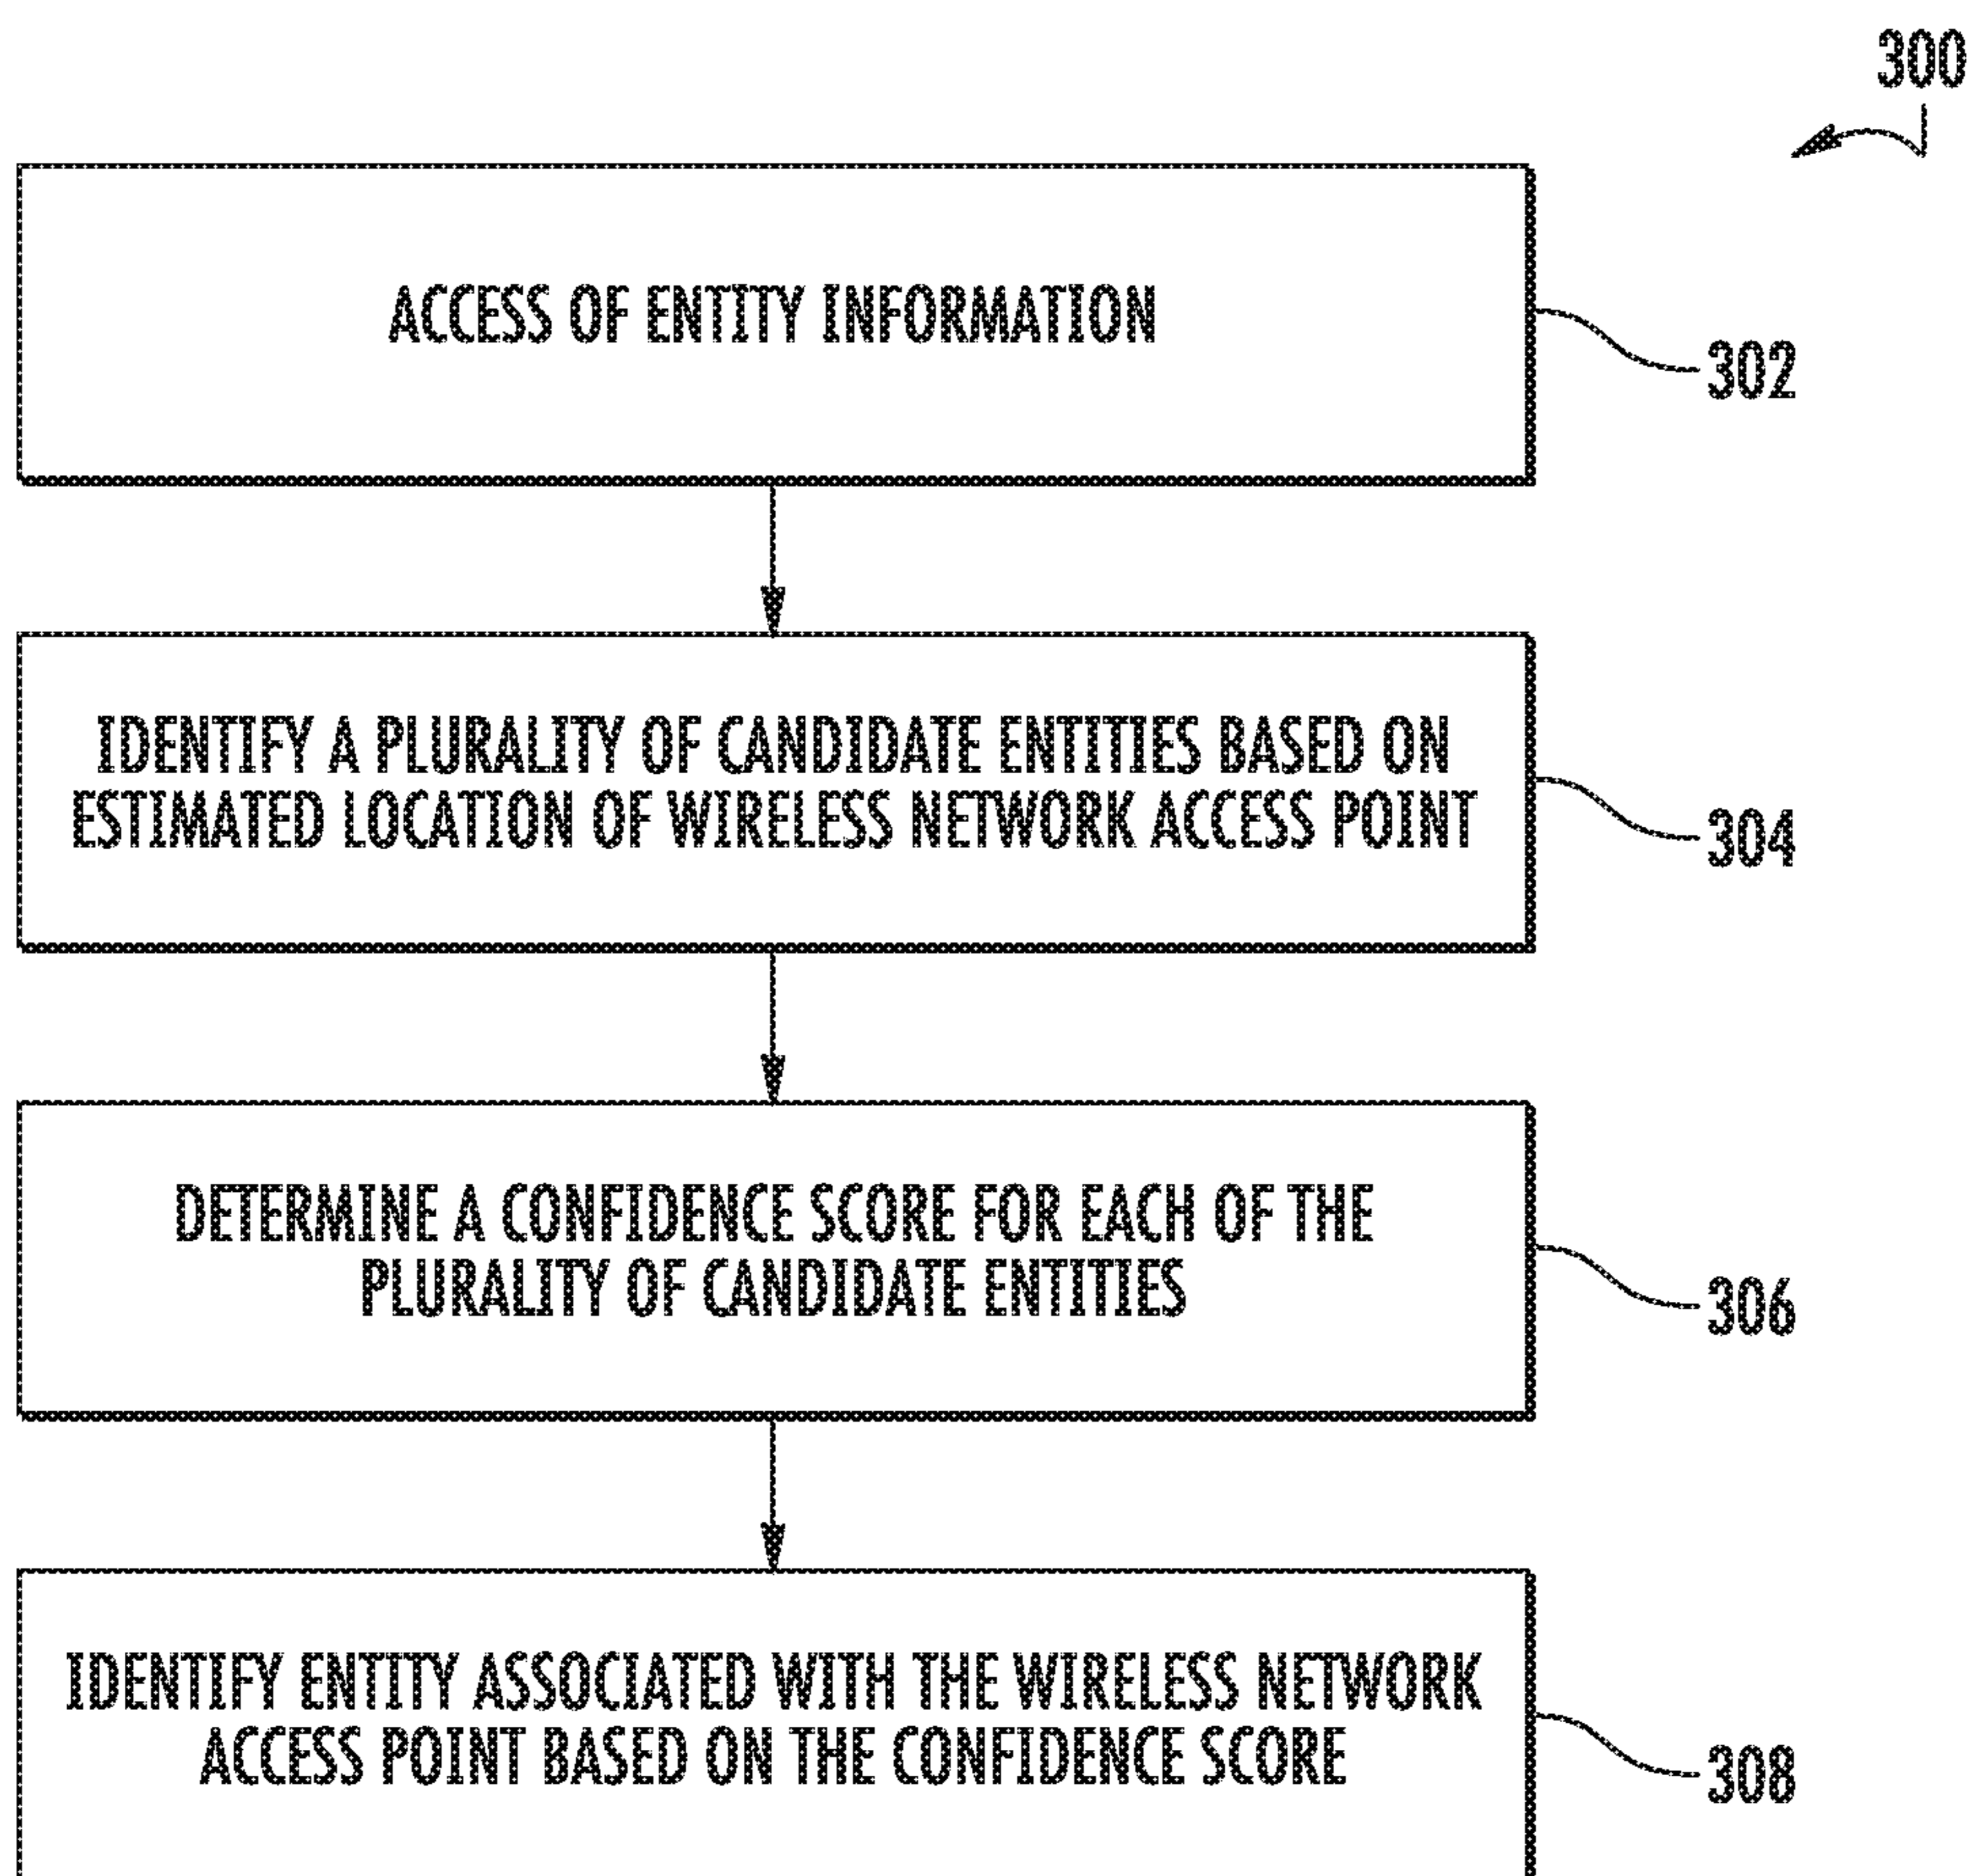 300
ACCESS OF ENTITY INFORMATION
302
IDENTIFY A PLURALITY OF CANDIDATE ENTITIES BASED ON
ESTIMATED LOCATION OF WIRELESS NETWORK ACCESS POINT
304
DETERMINE A CONFIDENCE SCORE FOR EACH OF THE
PLURALITY OF CANDIDATE ENTITIES
306
IDENTIFY ENTITY ASSOCIATED WITH THE WIRELESS NETWORK
ACCESS POINT BASED ON THE CONFIDENCE SCORE
308